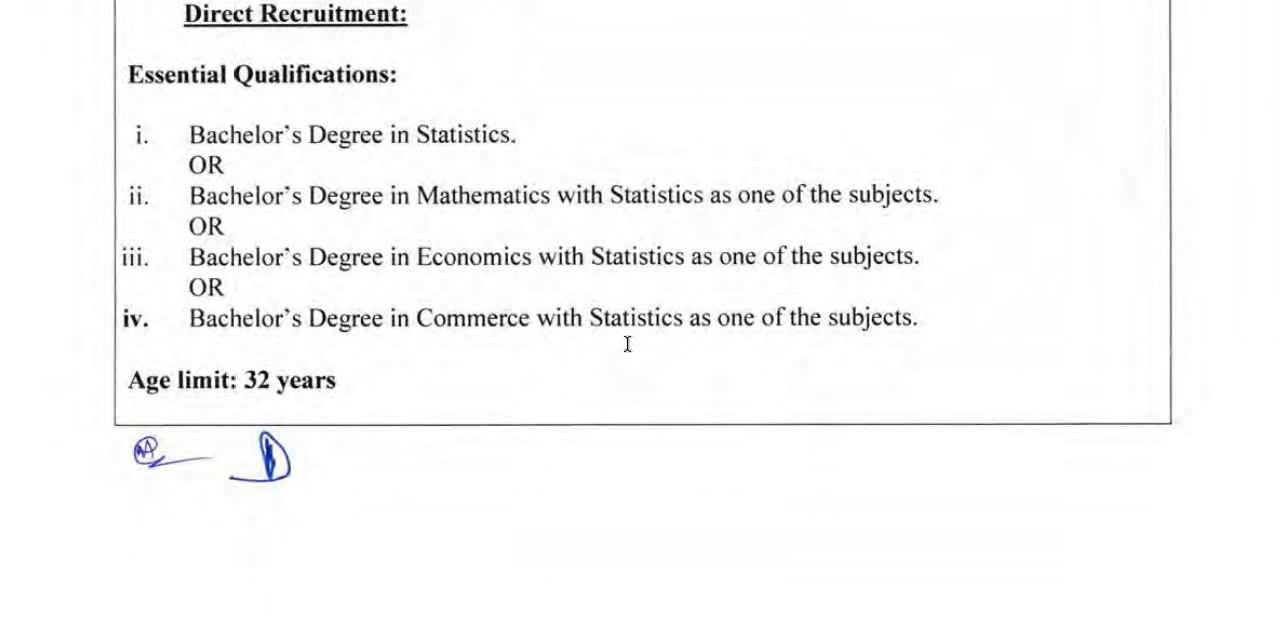 Direct Recruitment:
Essential Qualifications:
i. Bachelor's Degree in Statistics.
OR
ii. Bachelor's Degree in Mathematics with Statistics as one of the subjects.
OR
iii. Bachelor's Degree in Economics with Statistics as one of the subjects.
OR
iv. Bachelor's Degree in Commerce with Statistics as one of the subjects.
Age limit: 32 years